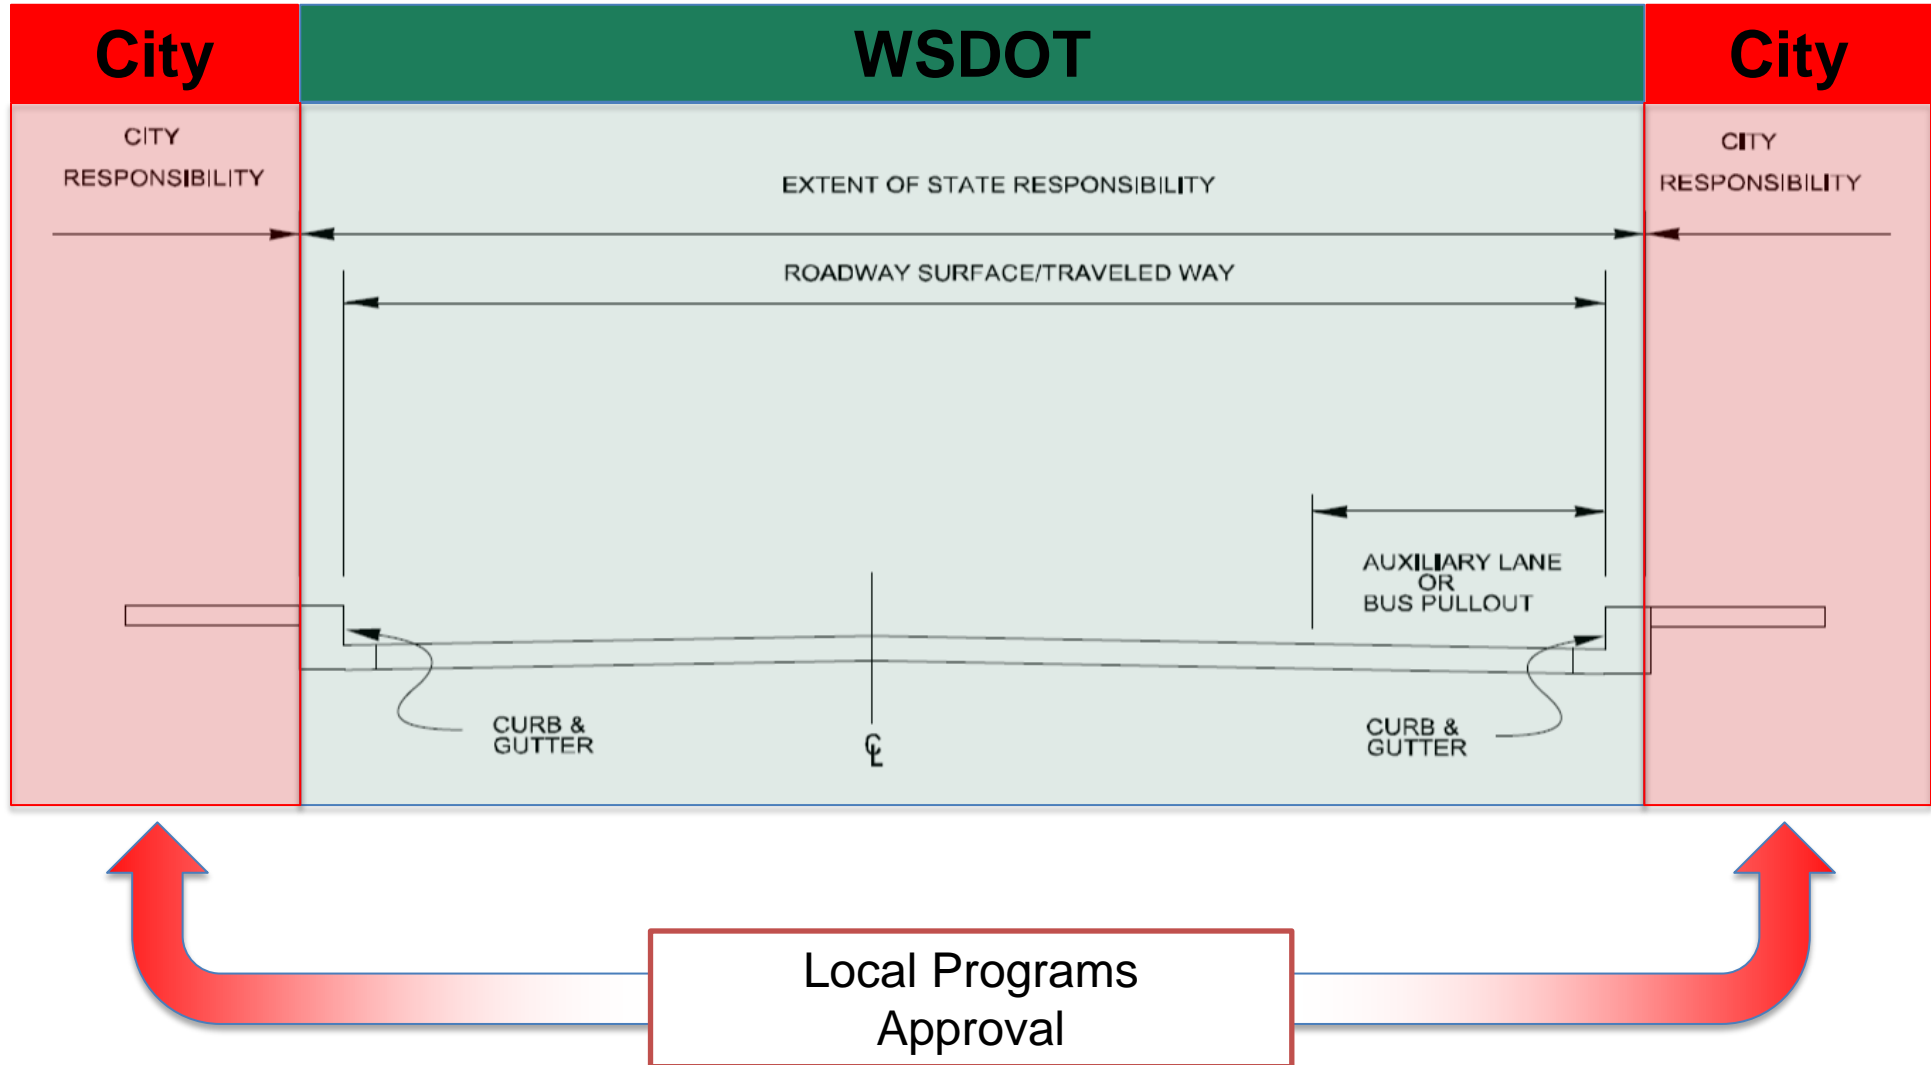 City
WSDOT
City
CITY
RESPONSIBILITY
EXTENT OF STATE RESPONSIBILITY
CITY
RESPONSIBILITY
ROADWAY SURFACE/TRAVELED WAY
AUXILIARY LANE
OR
BUS PULLOUT
CURB &
GUTTER
℄
CURB &
GUTTER
Local Programs
Approval